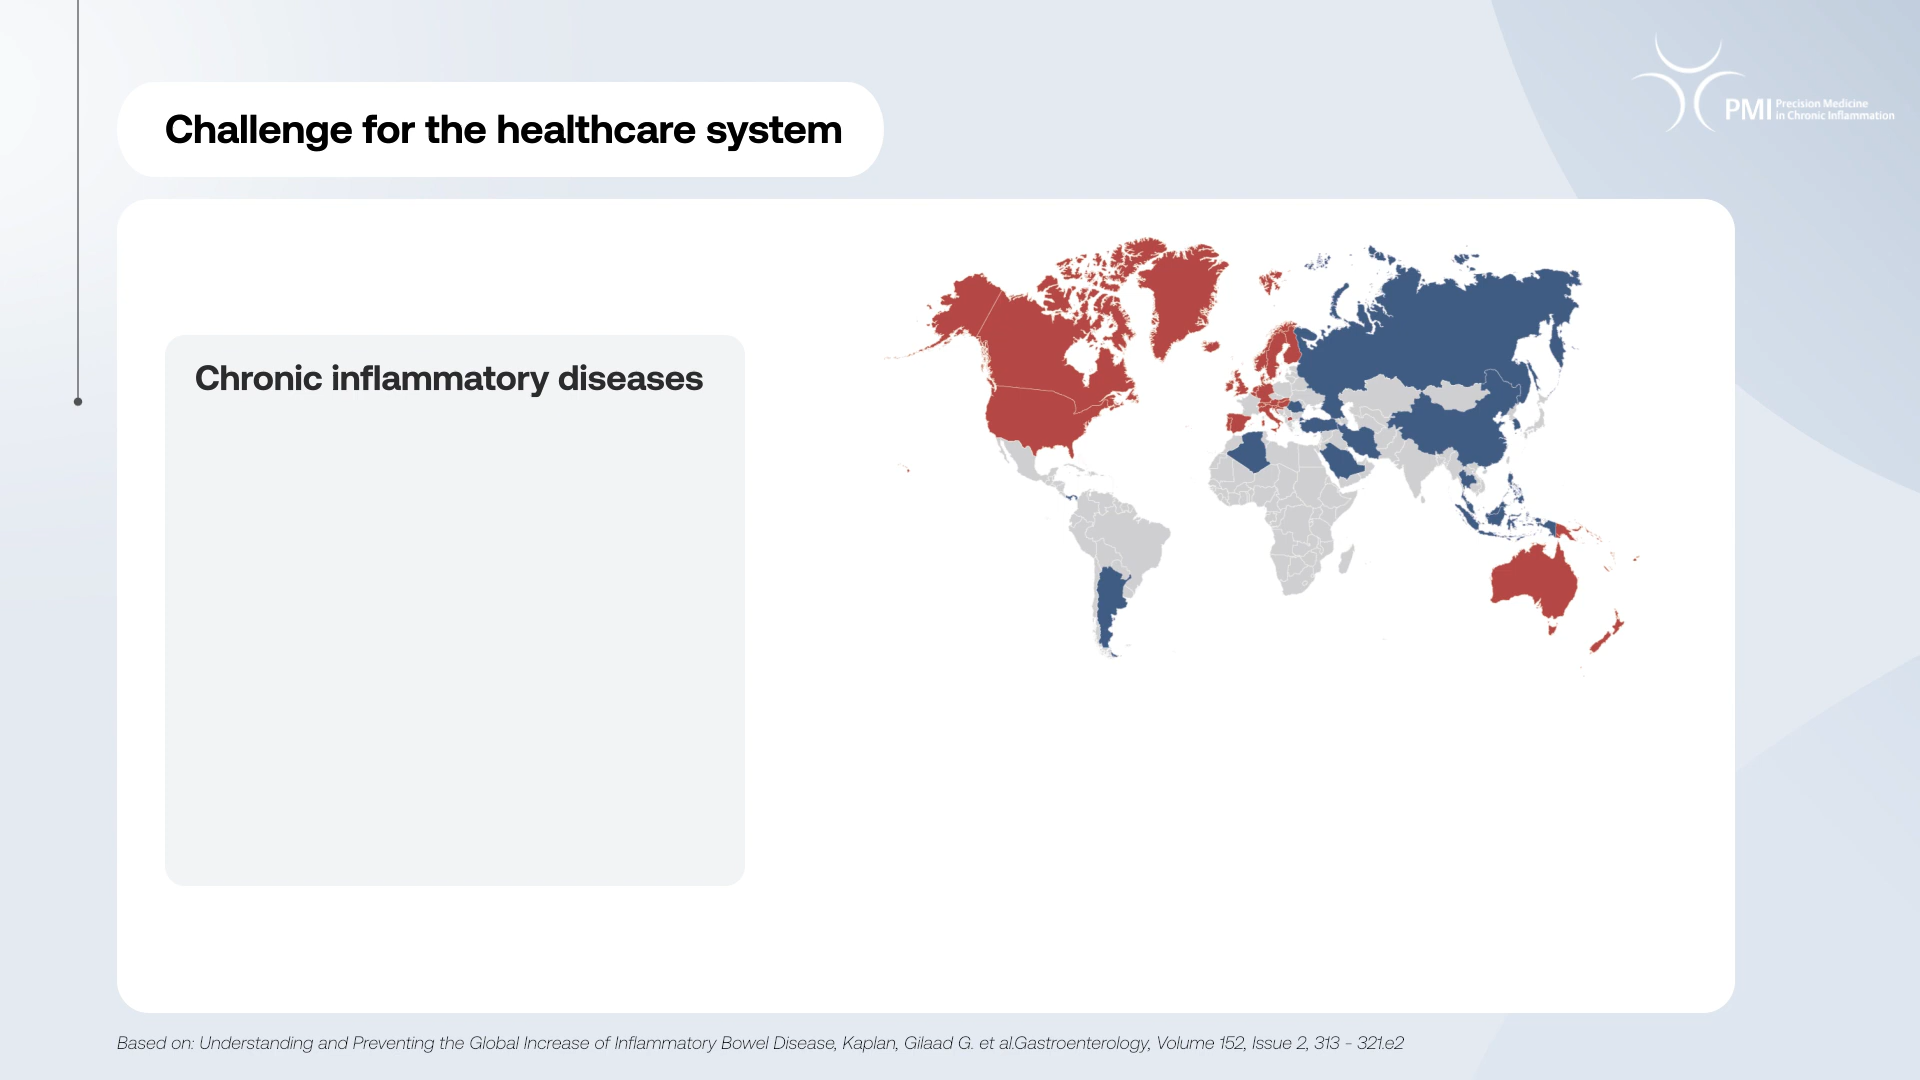 Challenge for the healthcare system
PMI Precision Medicine
in Chronic Inflammation
Chronic inflammatory diseases
Based on: Understanding and Preventing the Global Increase of Inflammatory Bowel Disease, Kaplan, Gilaad G. et al.Gastroenterology, Volume 152, Issue 2, 313 - 321.e2